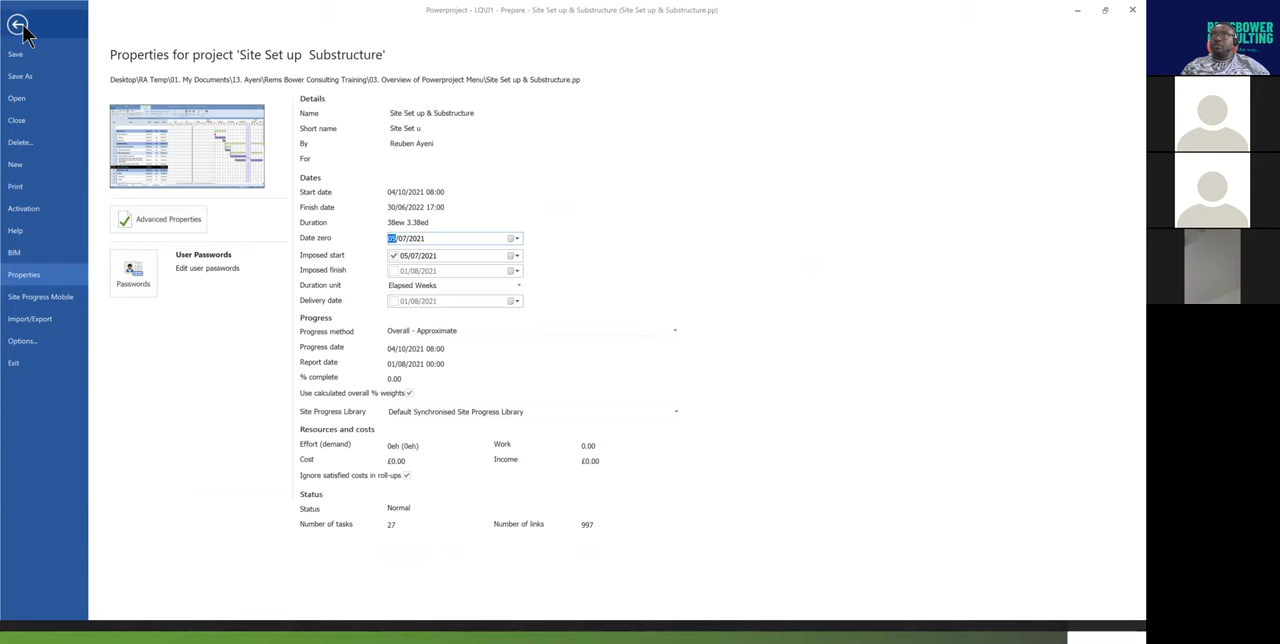 Powerproject - LQ\01 - Prepare - Site Set up & Substructure (Site Set up & Substructure.pp)
Save
Save As
Open
Close
Delete...
New
Print
Activation
Help
BIM
Properties
Site Progress Mobile
Import/Export
Options...
Exit
Properties for project 'Site Set up Substructure'
Desktop\RA Temp\01. My Documents\13. Ayeni\Rems Bower Consulting Training\03. Overview of Powerproject Menu\Site Set up & Substructure.pp
Advanced Properties
Passwords
User Passwords
Edit user passwords
Details
Name Site Set up & Substructure
Short name Site Set u
By Reuben Ayeni
For
Dates
Start date 04/10/2021 08:00
Finish date 30/06/2022 17:00
Duration 38ew 3.38ed
Date zero 05/07/2021
Imposed start 05/07/2021
Imposed finish 01/08/2021
Duration unit Elapsed Weeks
Delivery date 01/08/2021
Progress
Progress method Overall - Approximate
Progress date 04/10/2021 08:00
Report date 01/08/2021 00:00
% complete 0.00
Use calculated overall % weights
Site Progress Library Default Synchronised Site Progress Library
Resources and costs
Effort (demand) 0eh (0eh) Work 0.00
Cost £0.00 Income £0.00
Ignore satisfied costs in roll-ups
Status
Status Normal
Number of tasks 27 Number of links 997